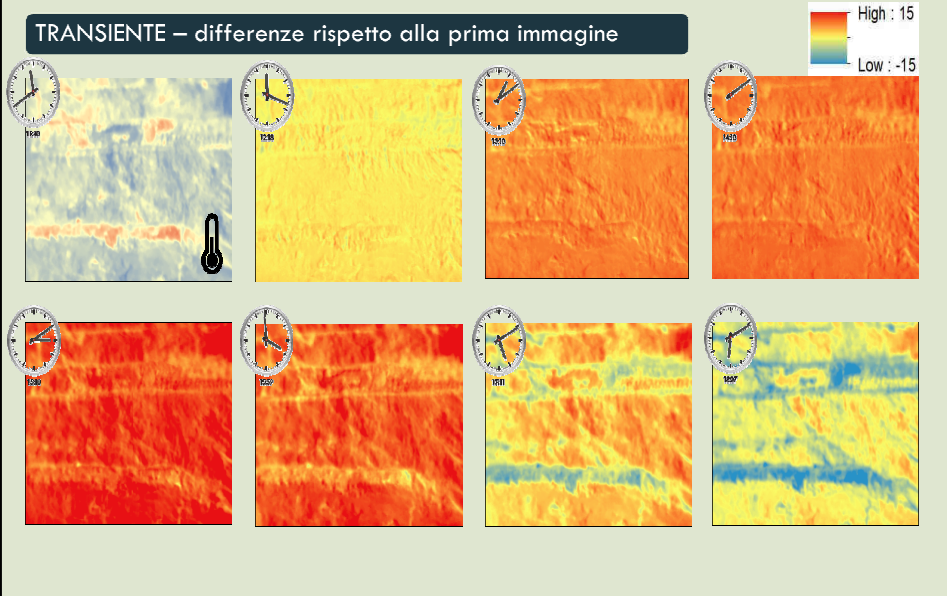 TRANSIENTE – differenze rispetto alla prima immagine
High : 15
Low : -15